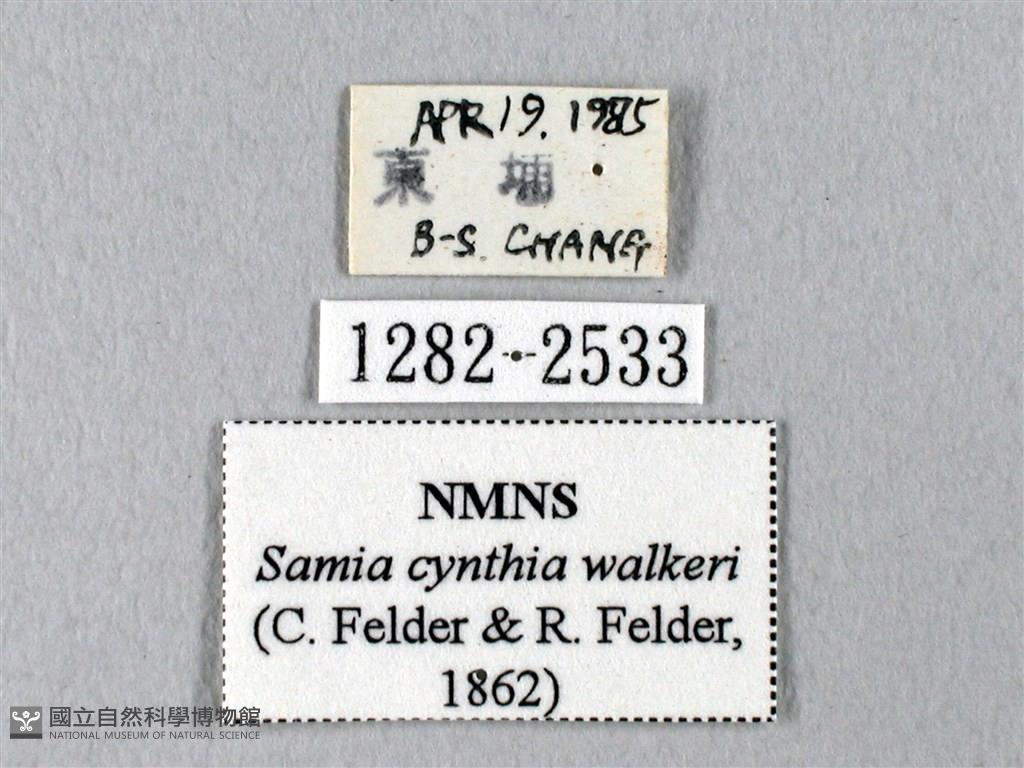 APR 19. 1985
東 埔
B-S. CHANG
1282--2533
NMNS
Samia cynthia walkeri
(C. Felder & R. Felder,
1862)
國立自然科學博物館
NATIONAL MUSEUM OF NATURAL SCIENCE